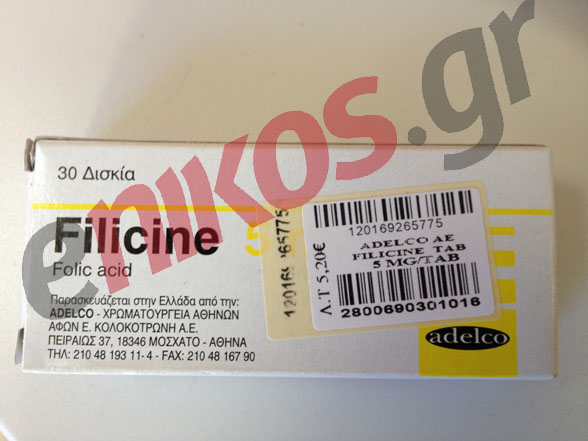 enikos.gr
30 Δισκία
Filicine 5
Folic acid
Παρασκευάζεται στην Ελλάδα από την:
ADELCO - ΧΡΩΜΑΤΟΥΡΓΕΙΑ ΑΘΗΝΩΝ
ΑΦΩΝ Ε. ΚΟΛΟΚΟΤΡΩΝΗ Α.Ε.
ΠΕΙΡΑΙΩΣ 37, 18346 ΜΟΣΧΑΤΟ - ΑΘΗΝΑ
ΤΗΛ: 210 48 193 11- 4 - FAX: 210 48 167 90
120169265775
120169265775
ADELCO AE
FILICINE TAB
5 MG/TAB
Λ.Τ 5,20€
2800690301016
adelco